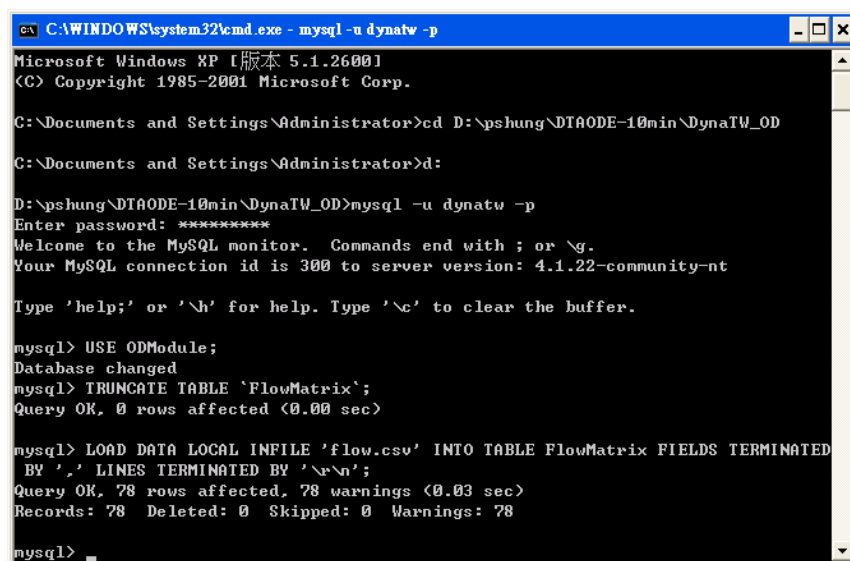 C:\WINDOWS\system32\cmd.exe - mysql -u dynatw -p
Microsoft Windows XP [版本 5.1.2600]
(C) Copyright 1985-2001 Microsoft Corp.
C:\Documents and Settings\Administrator>cd D:\pshung\DTAODE-10min\DynaTW_OD
C:\Documents and Settings\Administrator>d:
D:\pshung\DTAODE-10min\DynaTW_OD>mysql -u dynatw -p
Enter password: *********
Welcome to the MySQL monitor.  Commands end with ; or \g.
Your MySQL connection id is 300 to server version: 4.1.22-community-nt
Type 'help;' or '\h' for help. Type '\c' to clear the buffer.
mysql> USE ODModule;
Database changed
mysql> TRUNCATE TABLE `FlowMatrix`;
Query OK, 0 rows affected (0.00 sec)
mysql> LOAD DATA LOCAL INFILE 'flow.csv' INTO TABLE FlowMatrix FIELDS TERMINATED
 BY ',' LINES TERMINATED BY '\r\n';
Query OK, 78 rows affected, 78 warnings (0.03 sec)
Records: 78  Deleted: 0  Skipped: 0  Warnings: 78
mysql> _